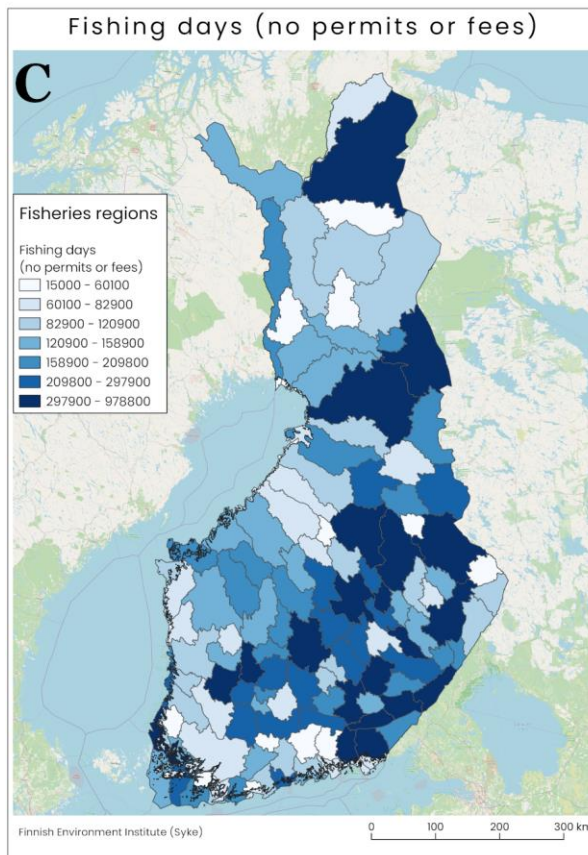 Fishing days (no permits or fees)
C
Fisheries regions
Fishing days
(no permits or fees)
15000 - 60100
60100 - 82900
82900 - 120900
120900 - 158900
158900 - 209800
209800 - 297900
297900 - 978800
Finnish Environment Institute (Syke)
0 100 200 300 km